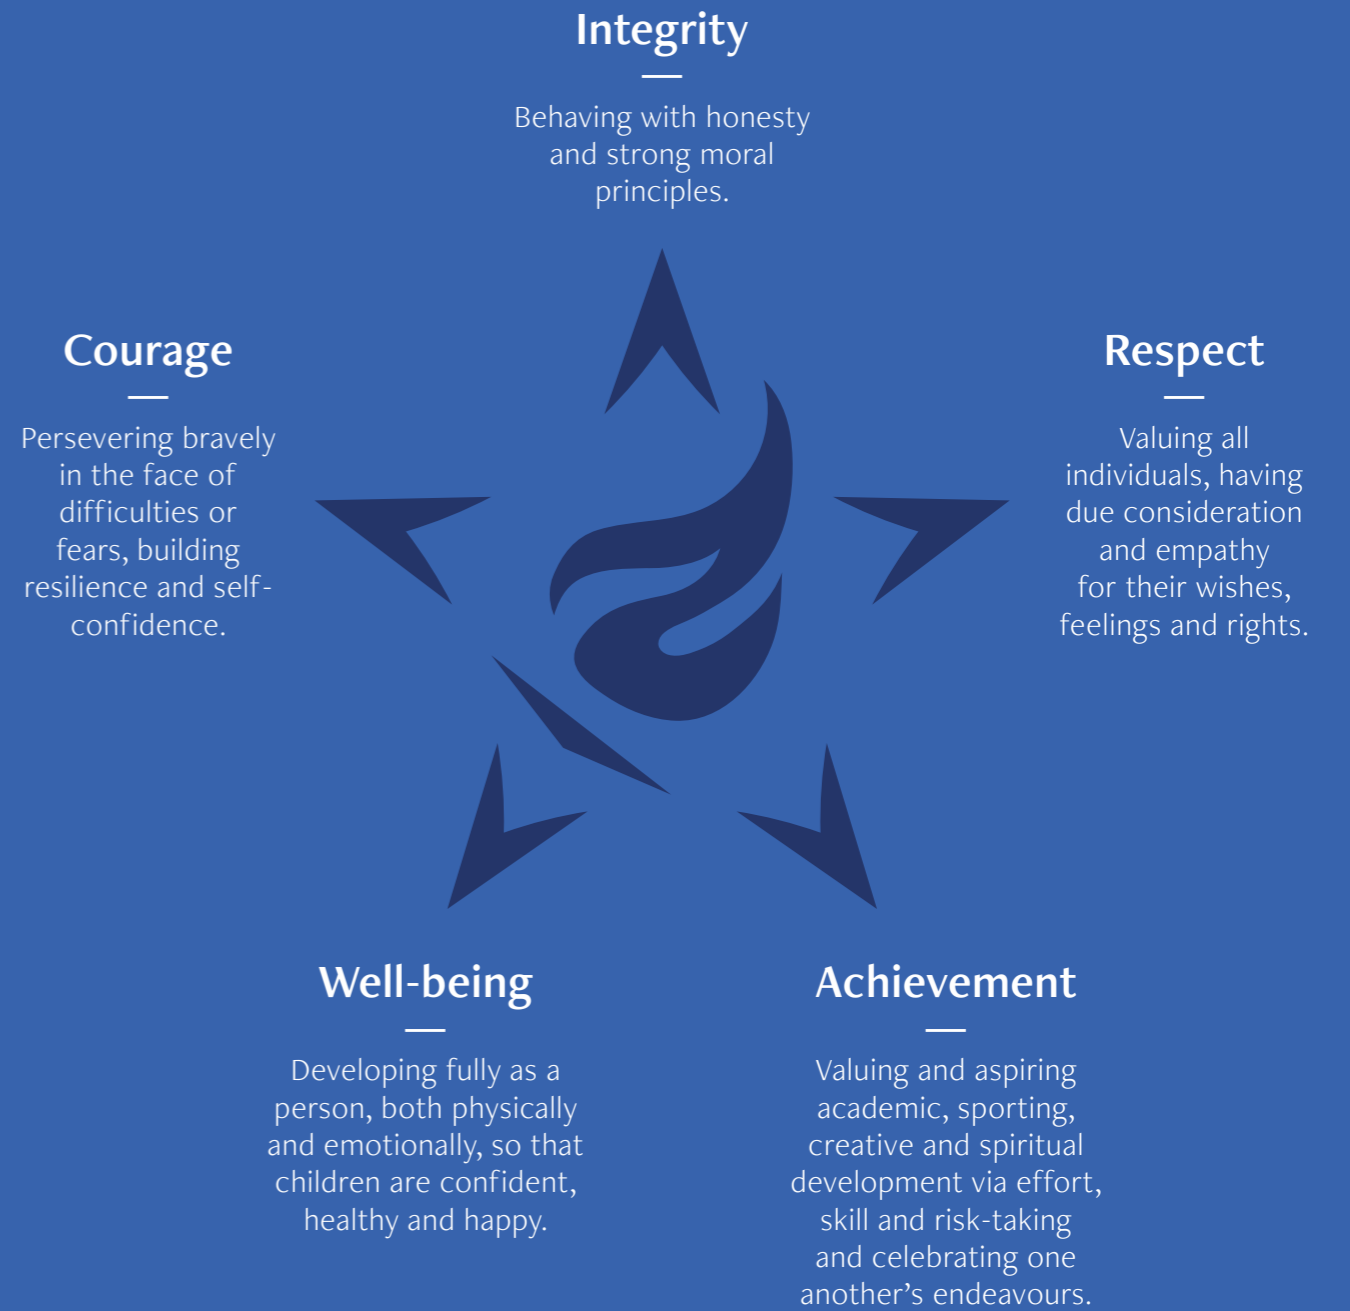 Integrity
Behaving with honesty
and strong moral
principles.
Courage
Persevering bravely
in the face of
difficulties or
fears, building
resilience and self-
confidence.
Respect
Valuing all
individuals, having
due consideration
and empathy
for their wishes,
feelings and rights.
Well-being
Developing fully as a
person, both physically
and emotionally, so that
children are confident,
healthy and happy.
Achievement
Valuing and aspiring
academic, sporting,
creative and spiritual
development via effort,
skill and risk-taking
and celebrating one
another’s endeavours.